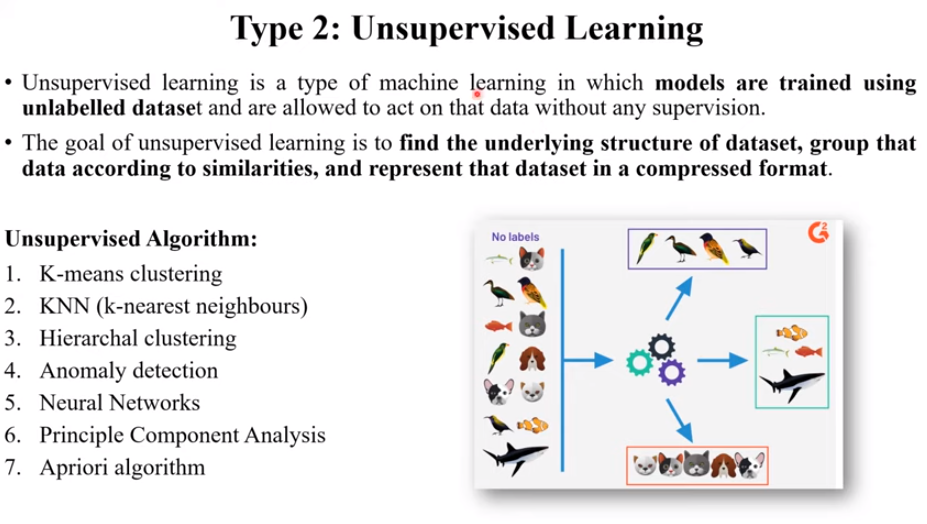 Type 2: Unsupervised Learning
• Unsupervised learning is a type of machine learning in which models are trained using
unlabelled dataset and are allowed to act on that data without any supervision.
• The goal of unsupervised learning is to find the underlying structure of dataset, group that
data according to similarities, and represent that dataset in a compressed format.
Unsupervised Algorithm:
1. K-means clustering
2. KNN (k-nearest neighbours)
3. Hierarchal clustering
4. Anomaly detection
5. Neural Networks
6. Principle Component Analysis
7. Apriori algorithm
No labels
G2